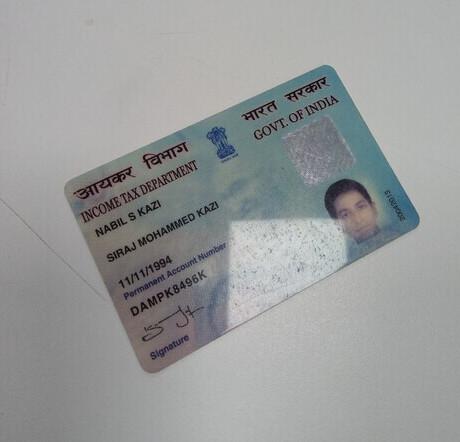 आयकर विभाग
INCOME TAX DEPARTMENT
भारत सरकार
GOVT. OF INDIA
NABIL S KAZI
SIRAJ MOHAMMED KAZI
11/11/1994
Permanent Account Number
DAMPK8496K
Signature